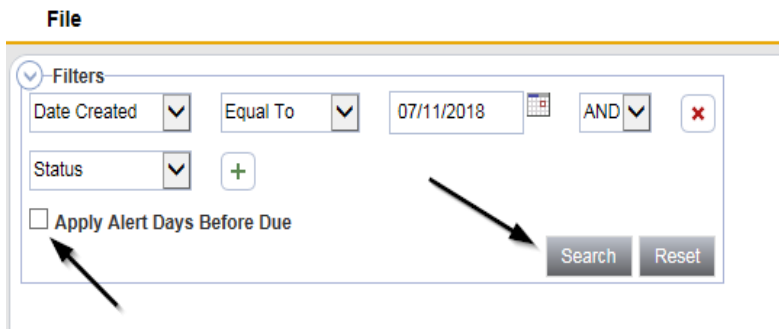 File
Filters
Date Created Equal To 07/11/2018 AND
Status
Apply Alert Days Before Due
Search Reset